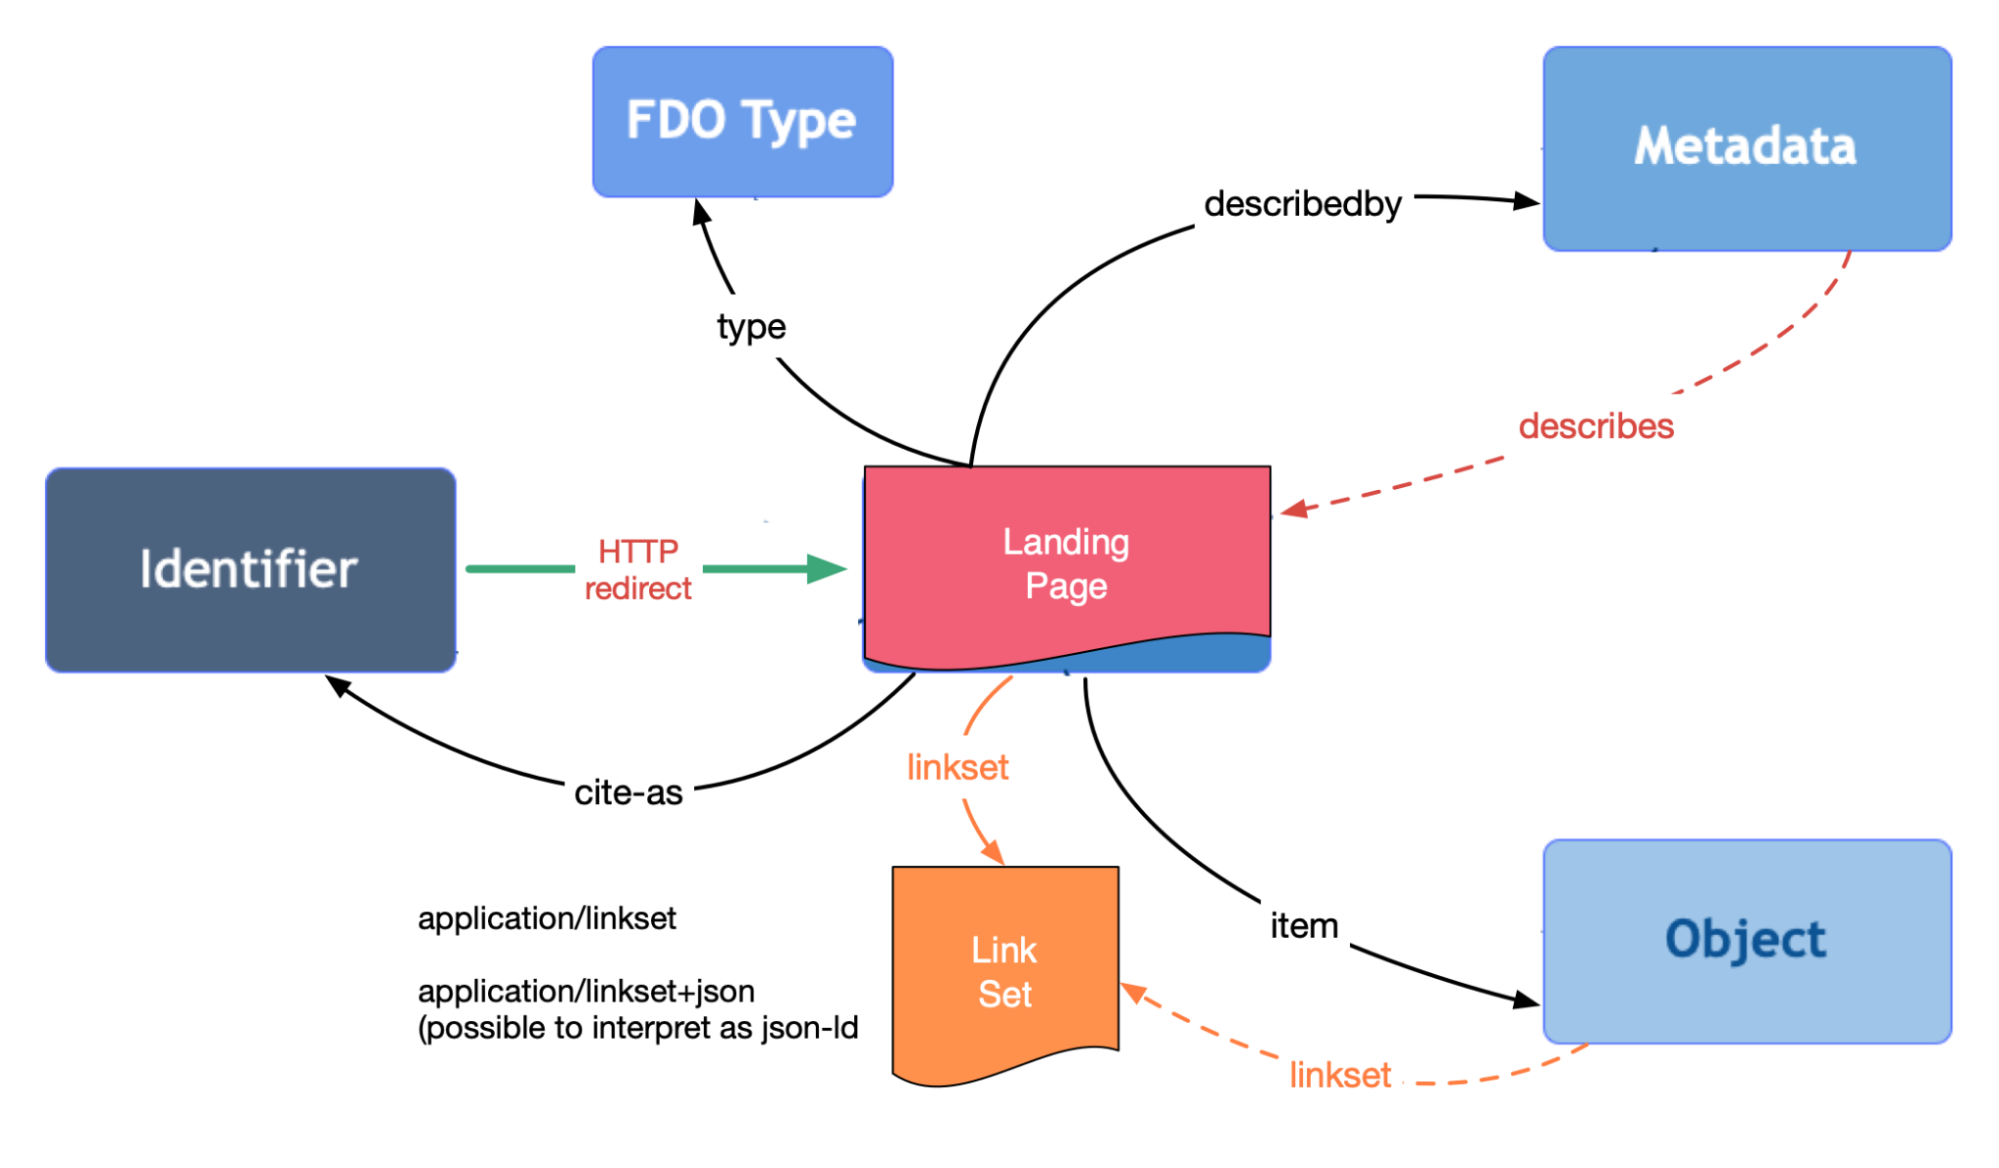 FDO Type
Metadata
describedby
type
describes
Identifier
HTTP
redirect
Landing
Page
linkset
cite-as
application/linkset
Link
Set
item
Object
application/linkset+json
(possible to interpret as json-ld
linkset